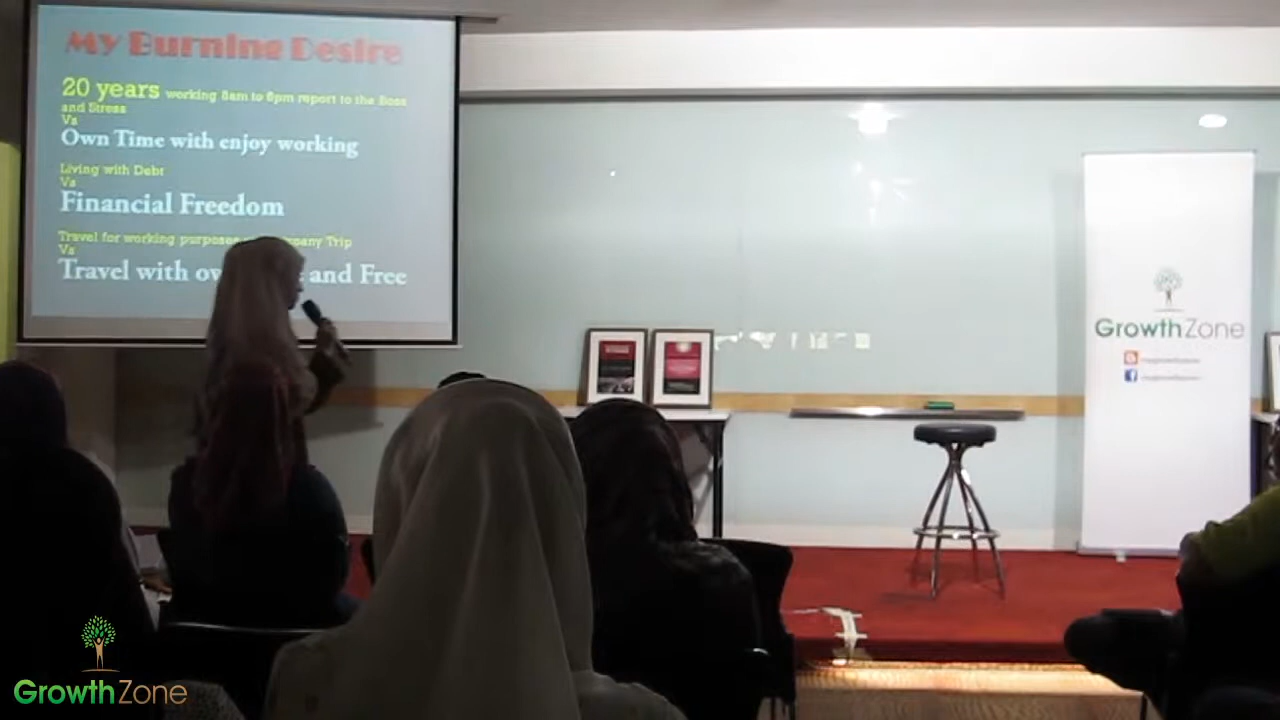 My Burning Desire
20 years working 8am to 6pm report to the Boss
and Stress
Vs
Own Time with enjoy working
Living with Debt
Vs
Financial Freedom
Travel for working purposes
Trip
Vs
Travel with
and Free
GrowthZone
GrowthZone